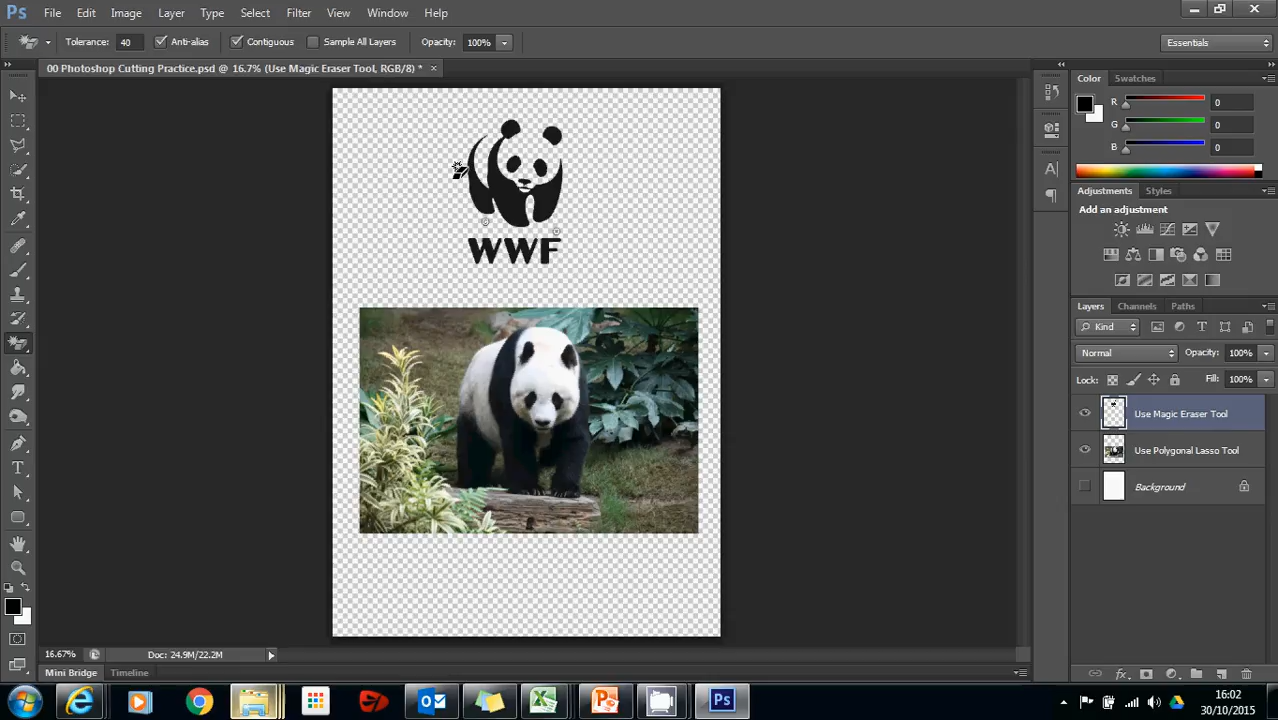 Ps File Edit Image Layer Type Select Filter View Window Help
Tolerance: 40 Anti-alias Contiguous Sample All Layers Opacity: 100% Essentials
00 Photoshop Cutting Practice.psd @ 16.7% (Use Magic Eraser Tool, RGB/8) *
Color Swatches
R 0
G 0
B 0
Adjustments Styles
Add an adjustment
WWF
Layers Channels Paths
Kind
Normal Opacity: 100%
Lock: Fill: 100%
Use Magic Eraser Tool
Use Polygonal Lasso Tool
Background
16.67% Doc: 24.9M/22.2M
Mini Bridge Timeline
Ps
16:02
30/10/2015